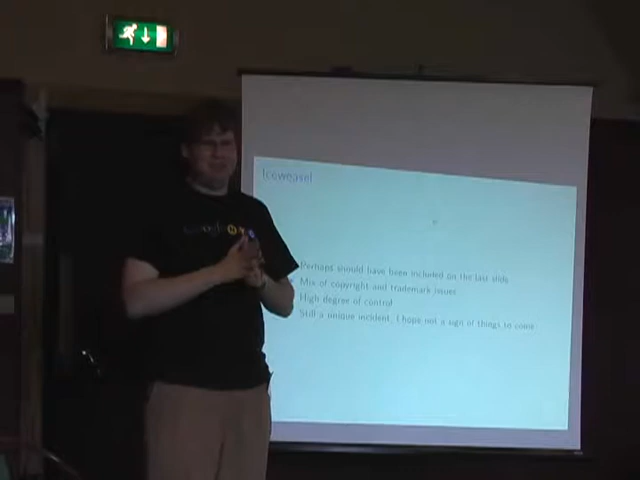 Iceweasel
Perhaps should have been included on the last slide
Mix of copyright and trademark issues
High degree of control
Still a unique incident, I hope not a sign of things to come